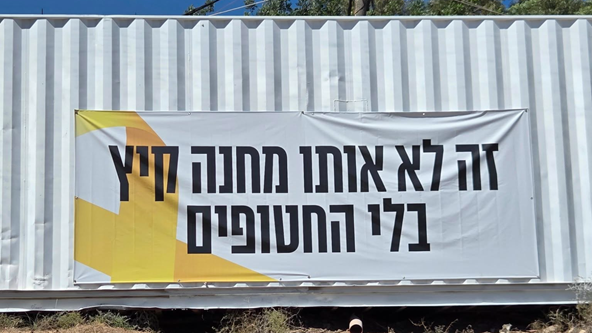 זה לא אותו מחנה קיץ
בלי החטופים